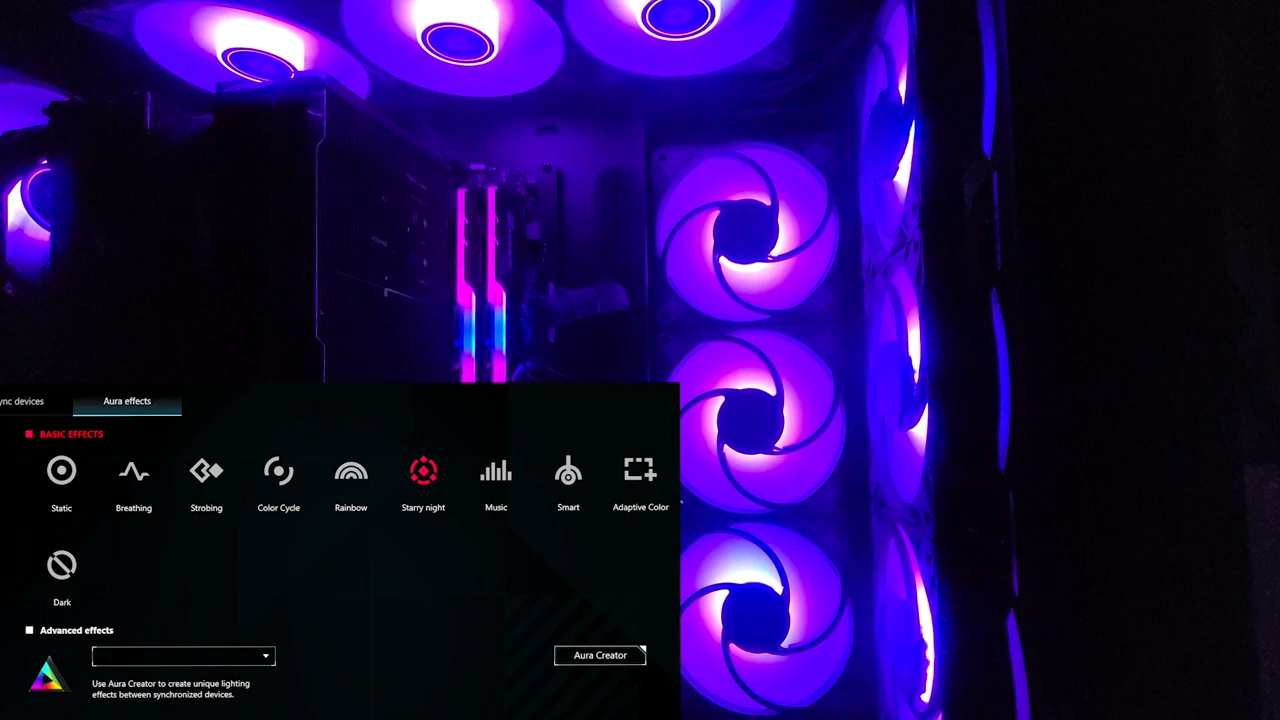 ync devices
Aura effects
BASIC EFFECTS
Static
Breathing
Strobing
Color Cycle
Rainbow
Starry night
Music
Smart
Adaptive Color
Dark
Advanced effects
Aura Creator
Use Aura Creator to create unique lighting
effects between synchronized devices.